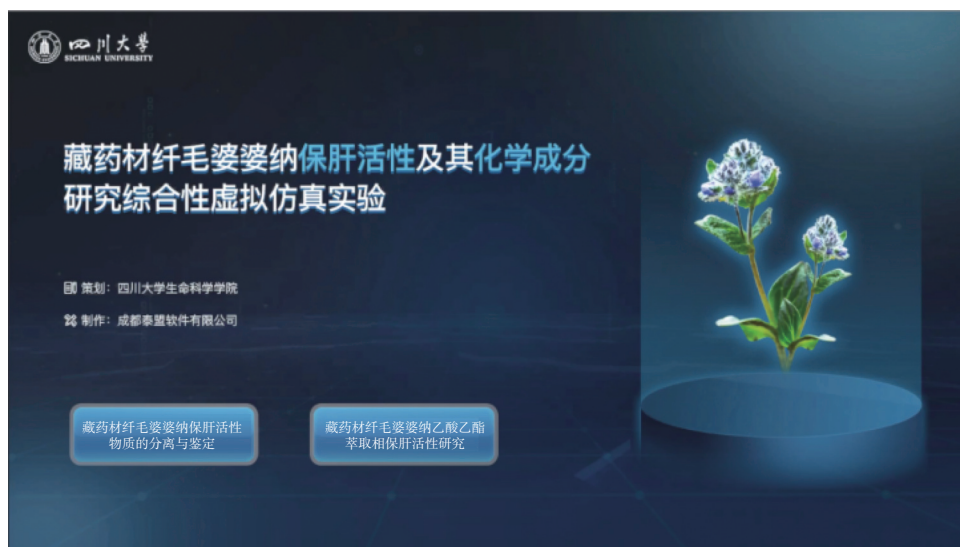 四川大学
SICHUAN UNIVERSITY
藏药材纤毛婆婆纳保肝活性及其化学成分
研究综合性虚拟仿真实验
策划：四川大学生命科学学院
制作：成都泰盟软件有限公司
藏药材纤毛婆婆纳保肝活性
物质的分离与鉴定
藏药材纤毛婆婆纳乙酸乙酯
萃取相保肝活性研究